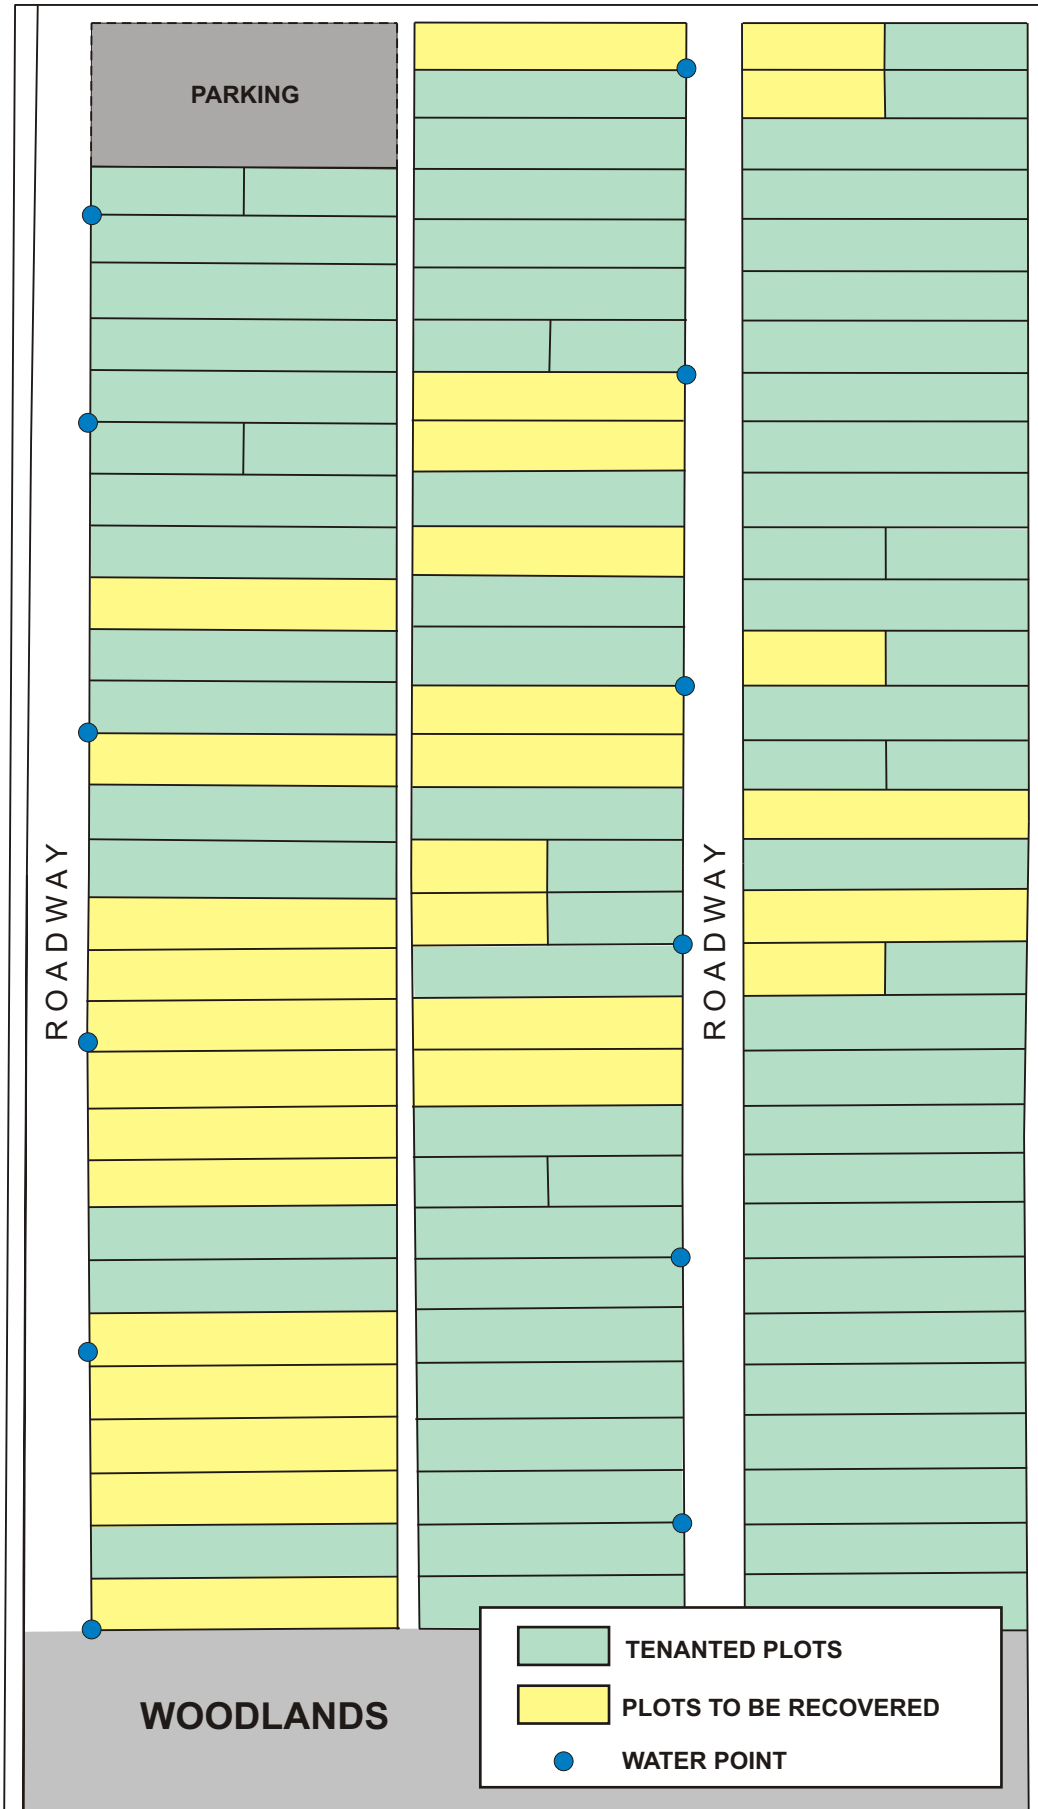 PARKING
ROADWAY
ROADWAY
TENANTED PLOTS
PLOTS TO BE RECOVERED
WATER POINT
WOODLANDS